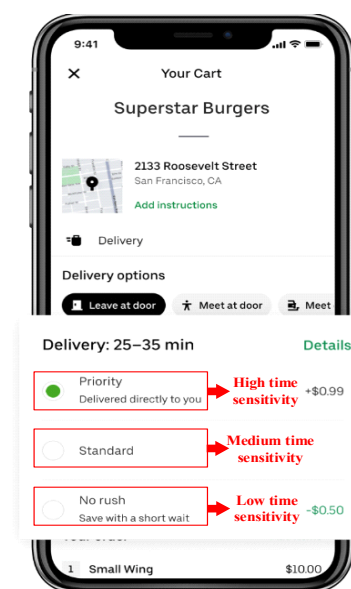 9:41
Your Cart
Superstar Burgers
2133 Roosevelt Street
San Francisco, CA
Add instructions
Delivery
Delivery options
Leave at door
Meet at door
Meet
Delivery: 25–35 min
Details
Priority
Delivered directly to you
High time
sensitivity
+$0.99
Standard
Medium time
sensitivity
No rush
Save with a short wait
Low time
sensitivity
-$0.50
1 Small Wing $10.00